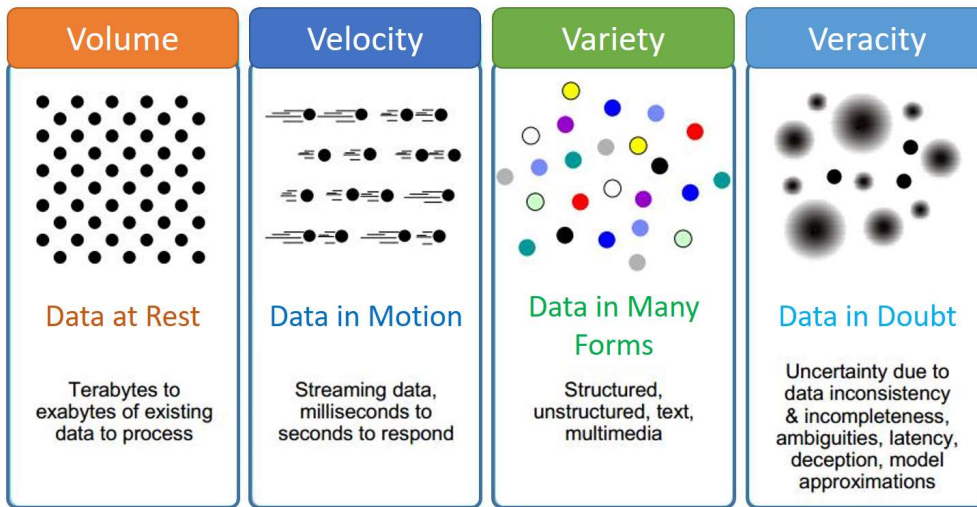 Volume
Data at Rest
Terabytes to
exabytes of existing
data to process
Velocity
Data in Motion
Streaming data,
milliseconds to
seconds to respond
Variety
Data in Many
Forms
Structured,
unstructured, text,
multimedia
Veracity
Data in Doubt
Uncertainty due to
data inconsistency
& incompleteness,
ambiguities, latency,
deception, model
approximations